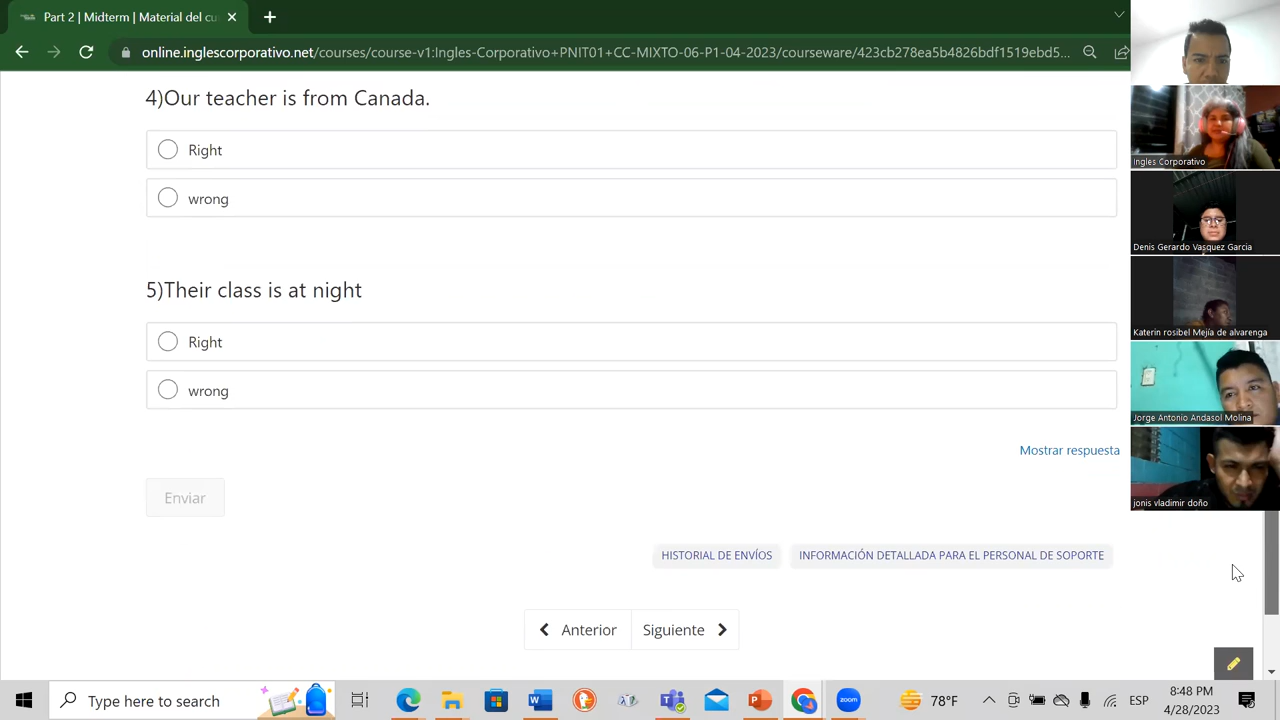 Part 2 | Midterm | Material del cu
online.inglescorporativo.net/courses/course-v1:Ingles-Corporativo+PNIT01+CC-MIXTO-06-P1-04-2023/courseware/423cb278ea5b4826bdf1519ebd5...
4)Our teacher is from Canada.
Right
wrong
5)Their class is at night
Right
wrong
Mostrar respuesta
Enviar
HISTORIAL DE ENVÍOS
INFORMACIÓN DETALLADA PARA EL PERSONAL DE SOPORTE
Anterior
Siguiente
Ingles Corporativo
Denis Gerardo Vasquez Garcia
Katerin rosibel Mejía de alvarenga
Jorge Antonio Andasol Molina
jonis vladimir doño
Type here to search
zoom
78°F
ESP
8:48 PM
4/28/2023